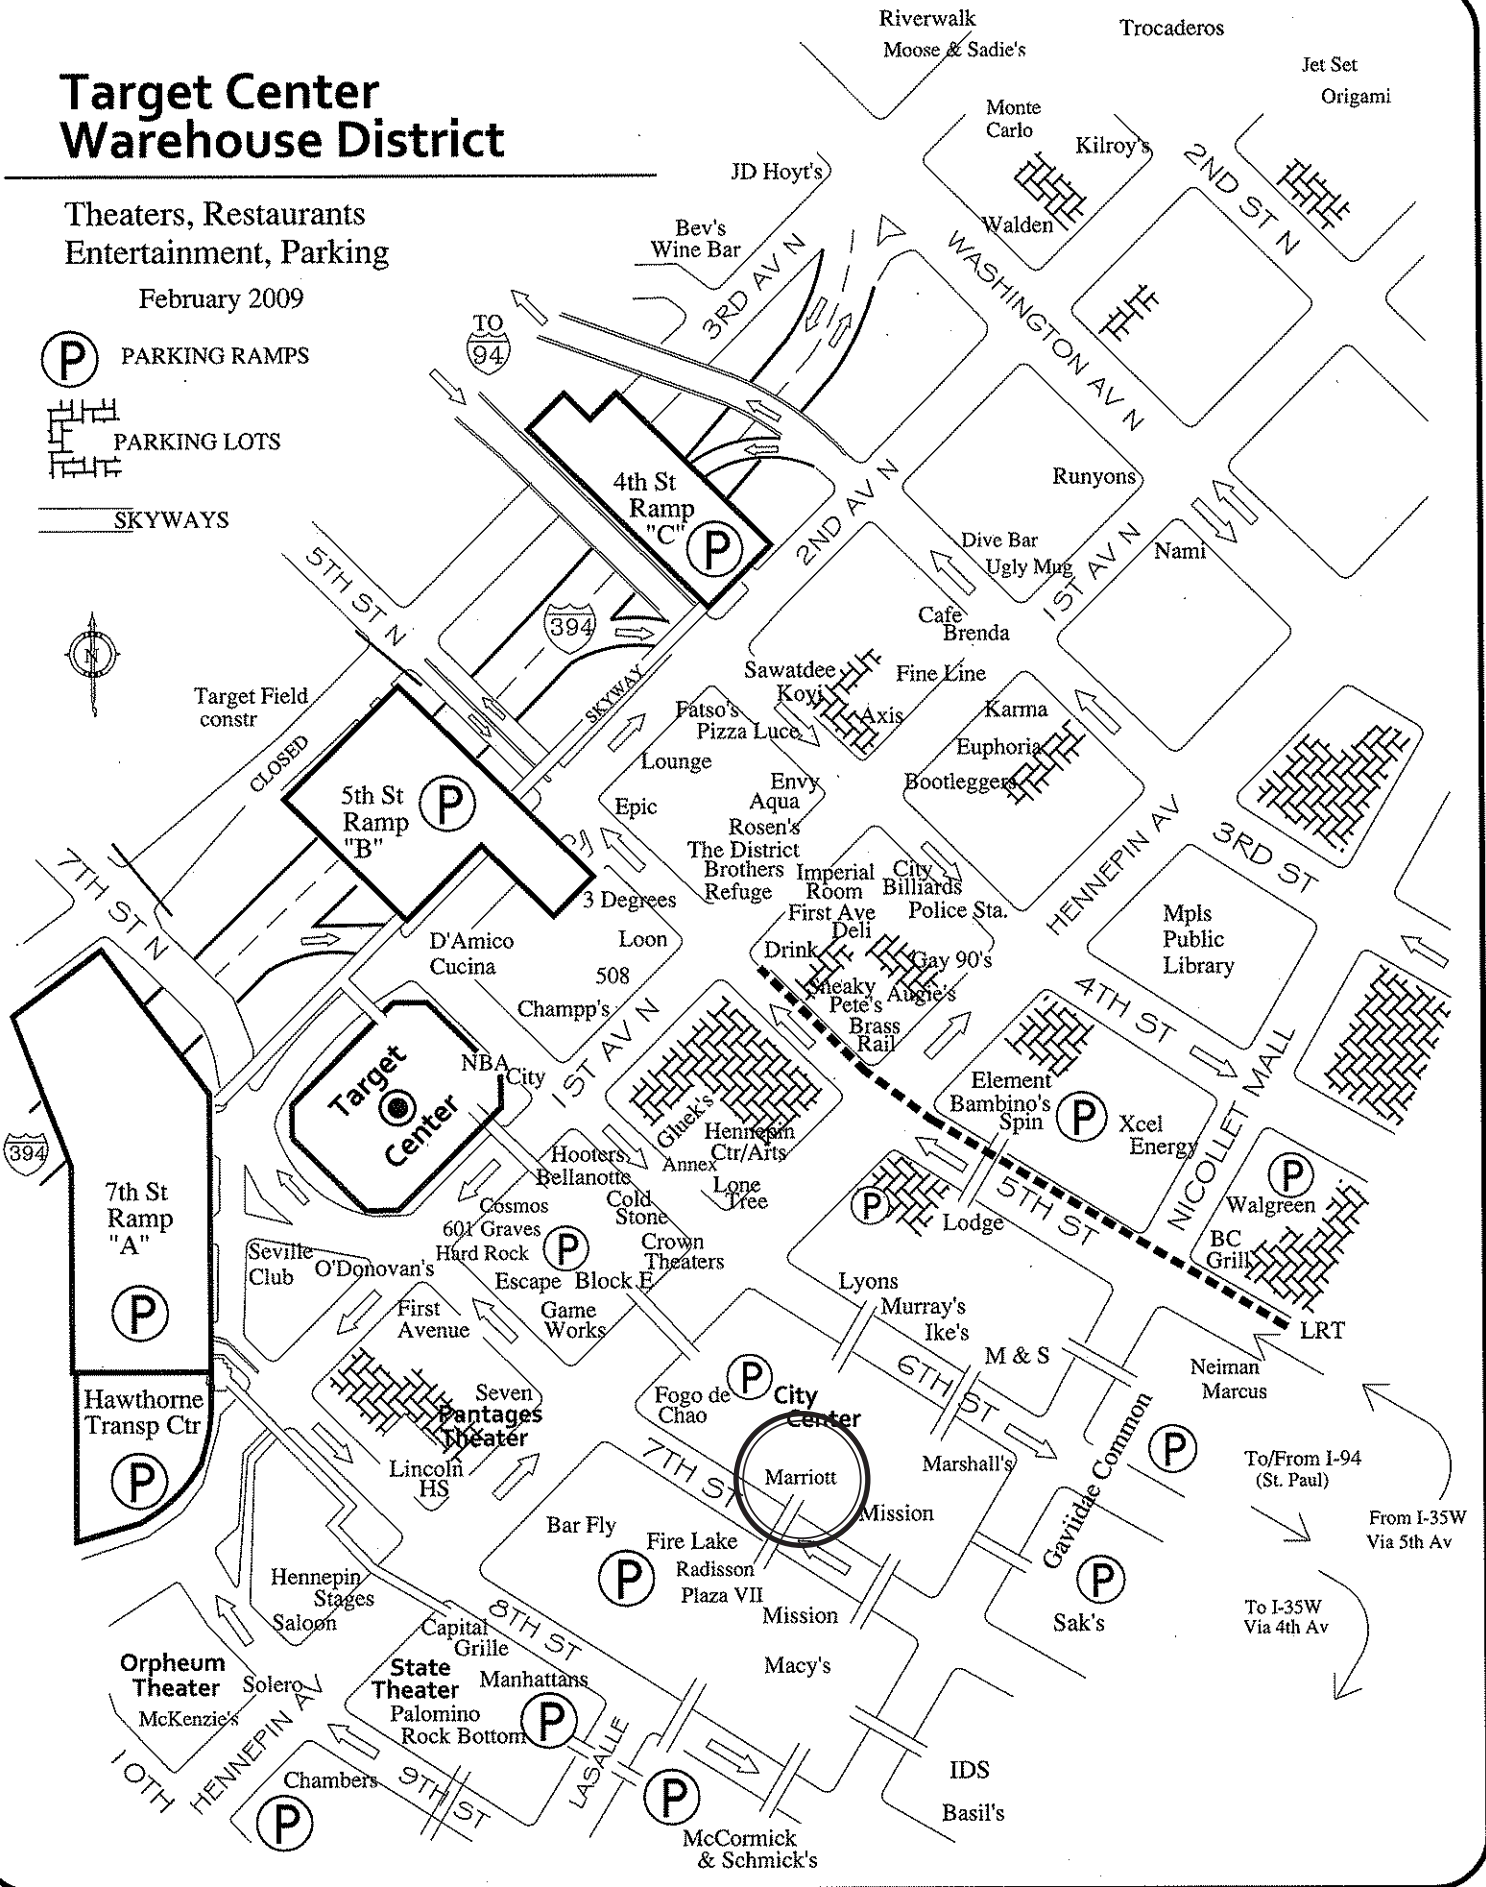 Target Center
Warehouse District
Theaters, Restaurants
Entertainment, Parking
February 2009
P PARKING RAMPS
PARKING LOTS
SKYWAYS
Riverwalk
Moose & Sadie's
Trocaderos
Jet Set
Origami
Monte
Carlo
Kilroy's
2ND ST N
JD Hoyt's
Walden
Bev's
Wine Bar
3RD AV N
WASHINGTON AV N
TO
94
4th St
Ramp
"C"
P
2ND AV N
Runyons
Dive Bar
Ugly Mug
1ST AV N
Nami
5TH ST N
394
Cafe
Brenda
N
SKYWAY
Sawatdee
Koyi
Fine Line
Axis
Target Field
constr
CLOSED
Fatso's
Pizza Luce
Karma
Lounge
Euphoria
Envy
Bootleggers
Aqua
Epic
5th St
Ramp
"B"
P
Rosen's
The District
Brothers
Refuge
Imperial
Room
City
Billiards
HENNEPIN AV
3RD ST
7TH ST N
3 Degrees
First Ave
Deli
Police Sta.
Mpls
Public
Library
D'Amico
Cucina
Loon
Drink
Gay 90's
508
Sneaky
Pete's
Augie's
Champp's
Brass
Rail
4TH ST
1ST AV N
NBA
City
Target
Center
Gluek's
Hennepin
Ctr/Arts
Element
Bambino's
Spin
P
Xcel
Energy
NICOLLET MALL
394
Hooters
Bellanotte
Annex
Lone
Tree
P
Walgreen
7th St
Ramp
"A"
P
Cosmos
601 Graves
Hard Rock
Cold
Stone
P
P
Lodge
5TH ST
BC
Grill
Seville
Club
O'Donovan's
Crown
Theaters
Escape
Block E
Lyons
Murray's
Ike's
First
Avenue
Game
Works
LRT
M & S
Neiman
Marcus
6TH ST
Hawthorne
Transp Ctr
P
Seven
Pantages
Theater
Fogo de
Chao
P
City
Center
Lincoln
HS
7TH ST
Marriott
Marshall's
Gaviidae Common
P
To/From I-94
(St. Paul)
Mission
From I-35W
Via 5th Av
Bar Fly
Fire Lake
P
Radisson
Plaza VII
Hennepin
Stages
Saloon
8TH ST
Mission
P
Sak's
To I-35W
Via 4th Av
Capital
Grille
Orpheum
Theater
Solero
State
Theater
Manhattans
Macy's
McKenzie's
Palomino
Rock Bottom
P
10TH
HENNEPIN AV
Chambers
P
9TH ST
LASALLE
P
IDS
Basil's
McCormick
& Schmick's